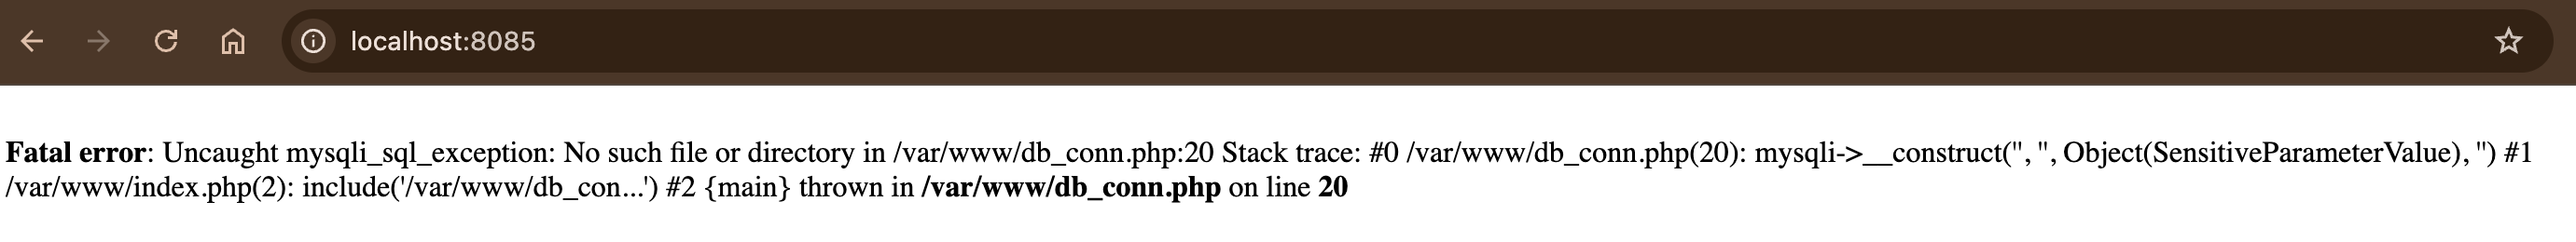 localhost:8085
Fatal error: Uncaught mysqli_sql_exception: No such file or directory in /var/www/db_conn.php:20 Stack trace: #0 /var/www/db_conn.php(20): mysqli->__construct('', '', Object(SensitiveParameterValue), '') #1
/var/www/index.php(2): include('/var/www/db_con...') #2 {main} thrown in /var/www/db_conn.php on line 20